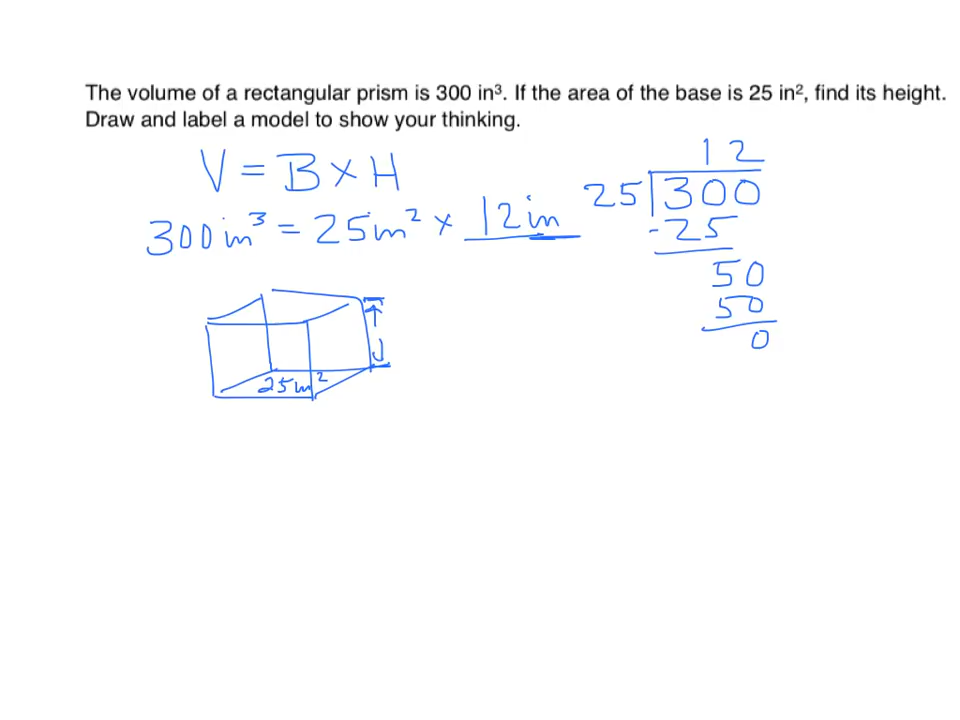 The volume of a rectangular prism is 300 in³. If the area of the base is 25 in², find its height.
Draw and label a model to show your thinking.
V = B × H
300 in³ = 25 in² × 12 in
12
25)300
-25
50
50
0
25 in²